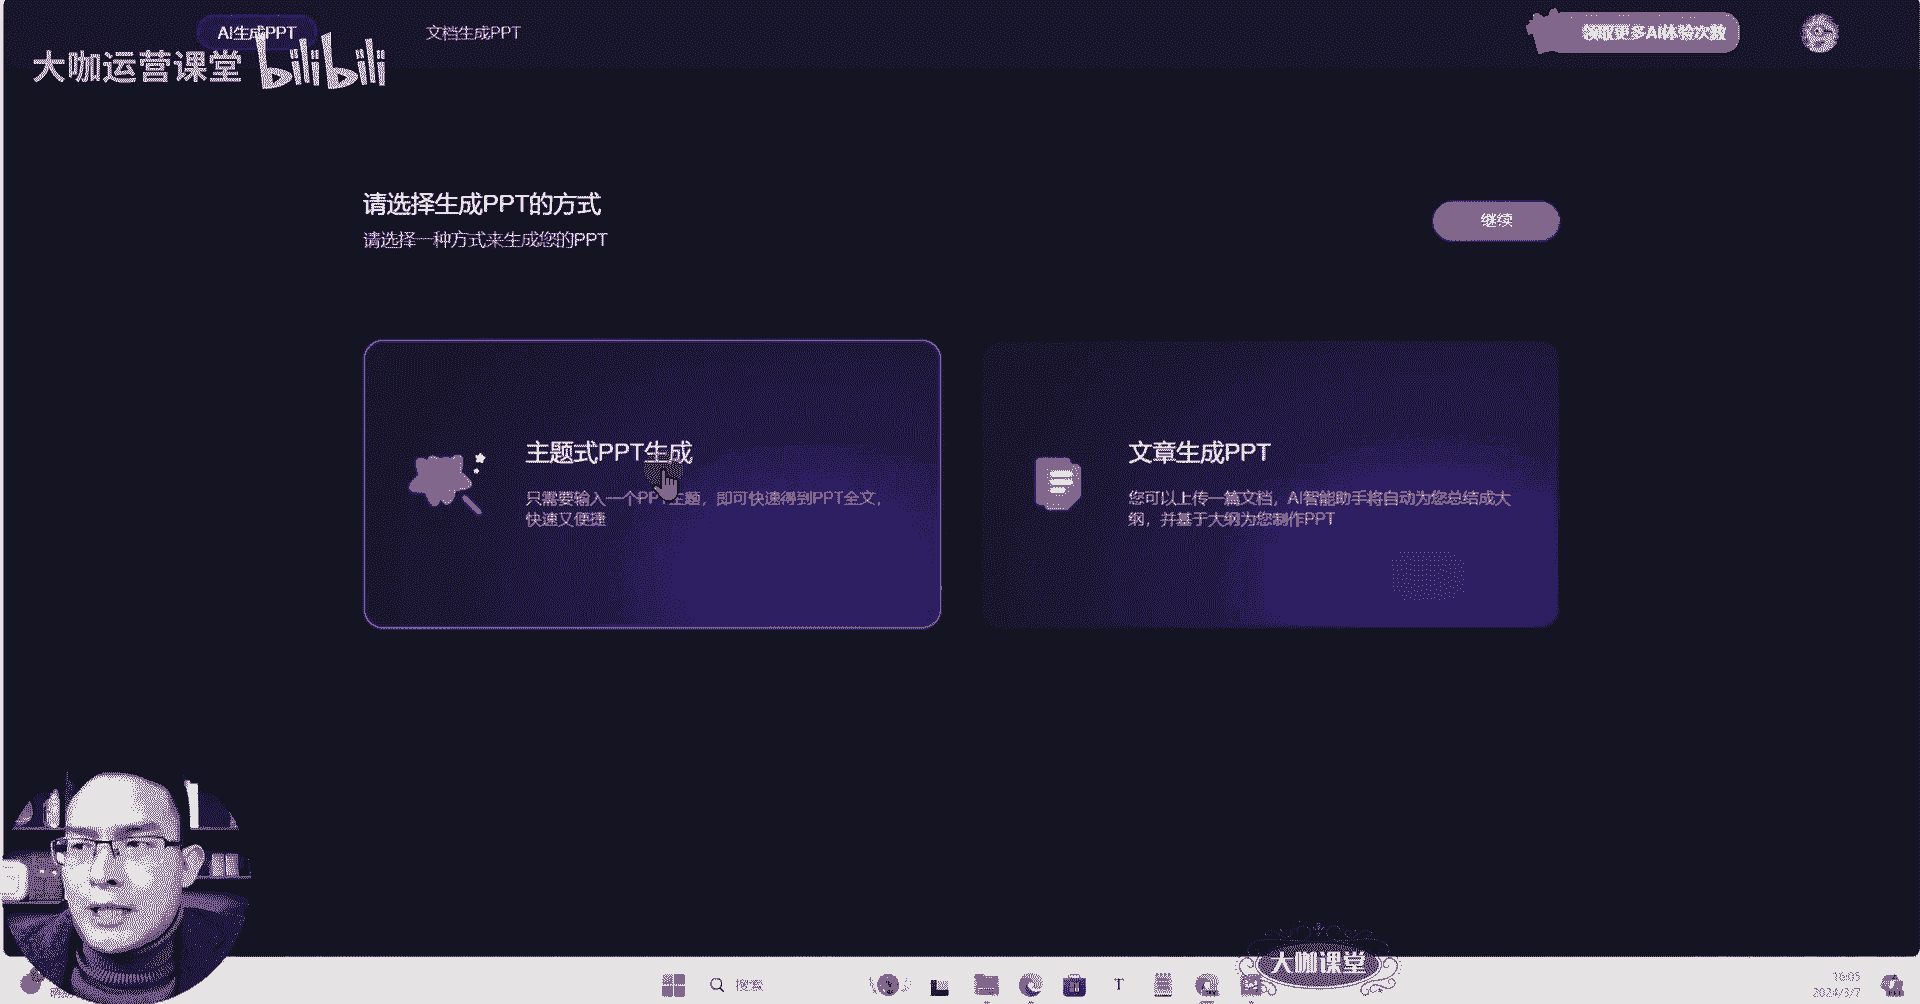 AI生成PPT
文档生成PPT
领取更多AI体验次数
大咖运营课堂 bilibili
请选择生成PPT的方式
请选择一种方式来生成您的PPT
继续
主题式PPT生成
只需要输入一个PPT主题，即可快速得到PPT全文，
快速又便捷
文章生成PPT
您可以上传一篇文档，AI智能助手将自动为您总结成大
纲，并基于大纲为您制作PPT
大咖课堂
搜索
16:05
2024/3/7